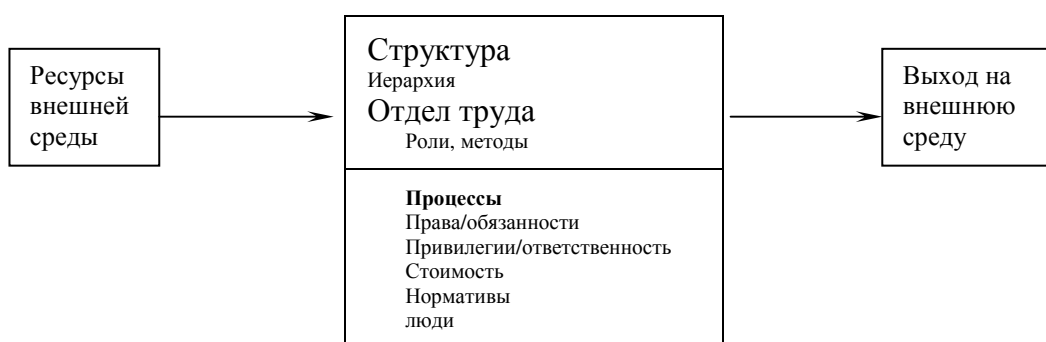 Ресурсы
внешней
среды
Структура
Иерархия
Отдел труда
Роли, методы
Процессы
Права/обязанности
Привилегии/ответственность
Стоимость
Нормативы
люди
Выход на
внешнюю
среду